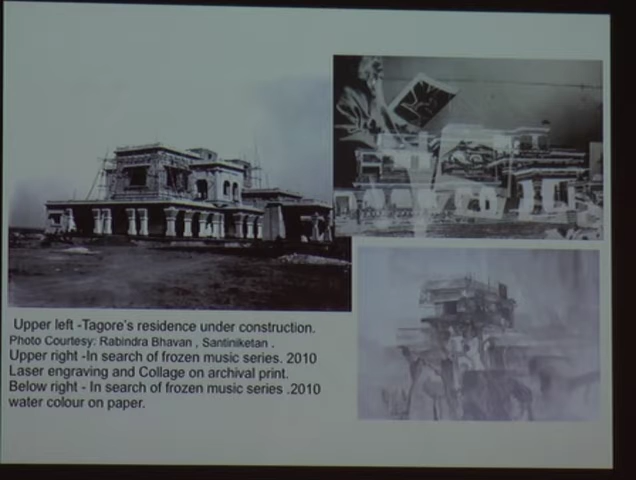 Upper left -Tagore's residence under construction.
Photo Courtesy: Rabindra Bhavan , Santiniketan .
Upper right -In search of frozen music series. 2010
Laser engraving and Collage on archival print.
Below right - In search of frozen music series .2010
water colour on paper.